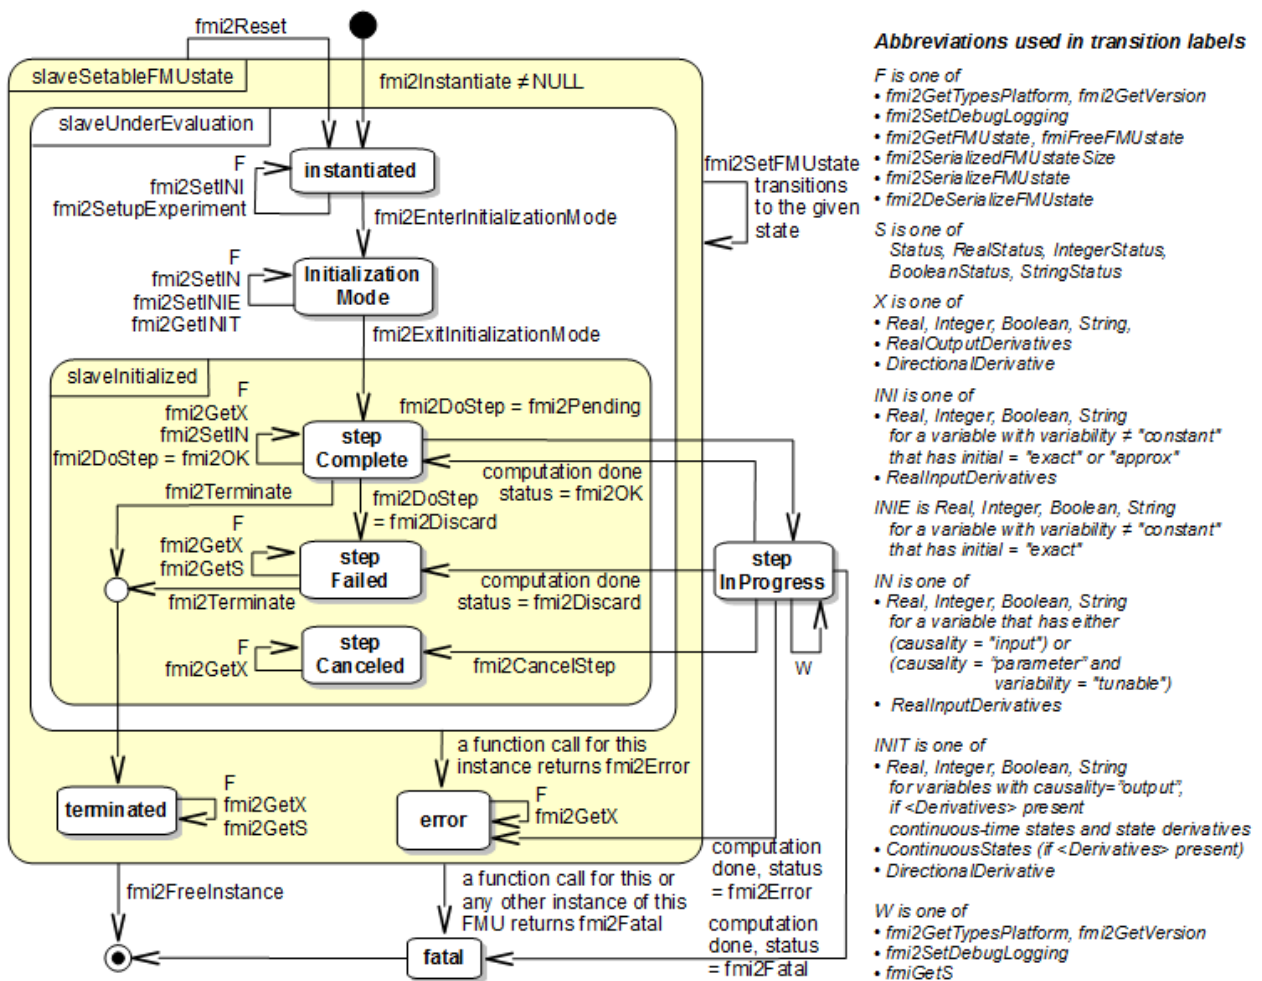 fmi2Reset
fmi2Instantiate ≠ NULL
slaveSetableFMUstate
slaveUnderEvaluation
instantiated
F
fmi2SetINI
fmi2SetupExperiment
fmi2EnterInitializationMode
fmi2SetFMUstate
transitions
to the given
state
Initialization
Mode
F
fmi2SetIN
fmi2SetINIE
fmi2GetINIT
fmi2ExitInitializationMode
slaveInitialized
F
fmi2GetX
fmi2SetIN
fmi2DoStep = fmi2OK
step
Complete
fmi2DoStep = fmi2Pending
computation done
status = fmi2OK
fmi2Terminate
fmi2DoStep
= fmi2Discard
F
fmi2GetX
fmi2GetS
step
Failed
fmi2Terminate
computation done
status = fmi2Discard
step
InProgress
W
F
fmi2GetX
step
Canceled
fmi2CancelStep
a function call for this
instance returns fmi2Error
terminated
F
fmi2GetX
fmi2GetS
error
F
fmi2GetX
computation
done, status
= fmi2Error
fmi2FreeInstance
a function call for this or
any other instance of this
FMU returns fmi2Fatal
computation
done, status
= fmi2Fatal
fatal
Abbreviations used in transition labels
F is one of
• fmi2GetTypesPlatform, fmi2GetVersion
• fmi2SetDebugLogging
• fmi2GetFMUstate, fmiFreeFMUstate
• fmi2SerializedFMUstateSize
• fmi2SerializeFMUstate
• fmi2DeSerializeFMUstate
S is one of
Status, RealStatus, IntegerStatus,
BooleanStatus, StringStatus
X is one of
• Real, Integer, Boolean, String,
• RealOutputDerivatives
• DirectionalDerivative
INI is one of
• Real, Integer, Boolean, String
for a variable with variability ≠ "constant"
that has initial = "exact" or "approx"
• RealInputDerivatives
INIE is Real, Integer, Boolean, String
for a variable with variability ≠ "constant"
that has initial = "exact"
IN is one of
• Real, Integer, Boolean, String
for a variable that has either
(causality = "input") or
(causality = "parameter" and
variability = "tunable")
• RealInputDerivatives
INIT is one of
• Real, Integer, Boolean, String
for variables with causality="output",
if <Derivatives> present
continuous-time states and state derivatives
• ContinuousStates (if <Derivatives> present)
• DirectionalDerivative
W is one of
• fmi2GetTypesPlatform, fmi2GetVersion
• fmi2SetDebugLogging
• fmiGetS